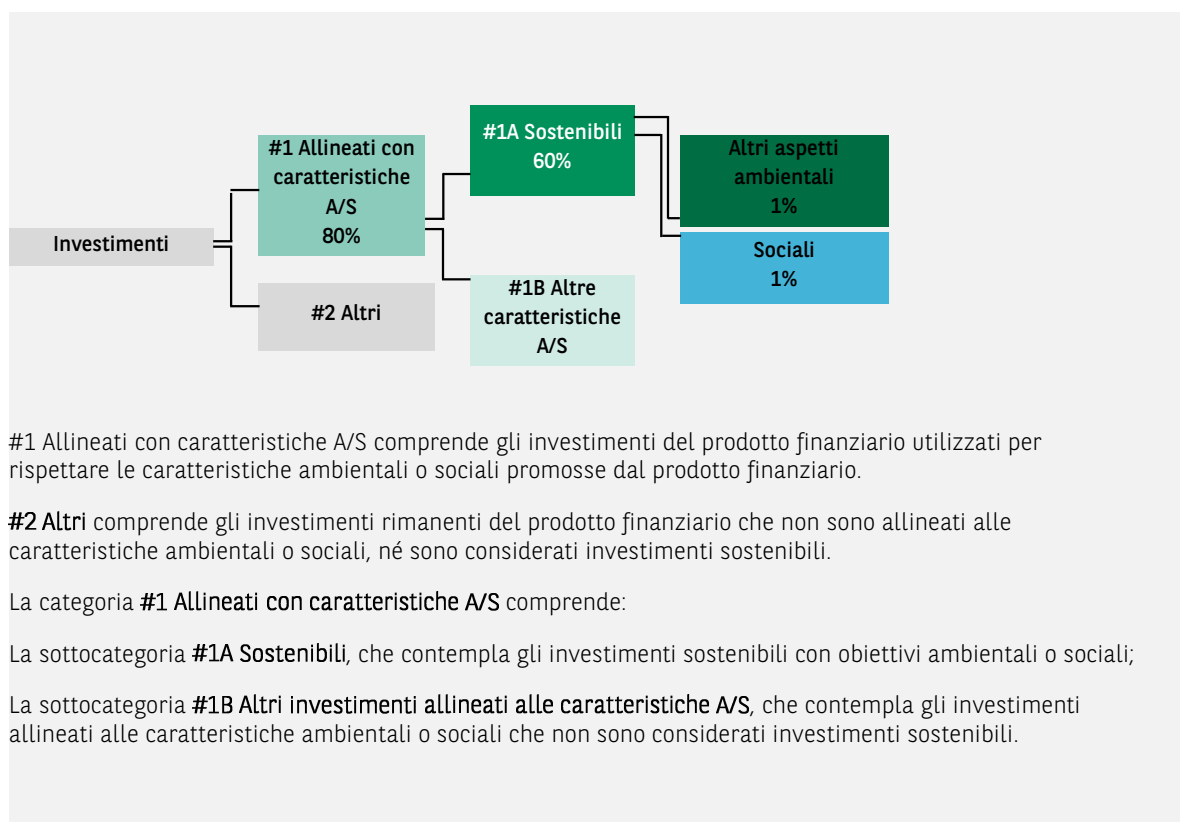 #1A Sostenibili
60%
#1 Allineati con
caratteristiche
A/S
80%
Altri aspetti
ambientali
1%
Investimenti
Sociali
1%
#2 Altri
#1B Altre
caratteristiche
A/S
#1 Allineati con caratteristiche A/S comprende gli investimenti del prodotto finanziario utilizzati per
rispettare le caratteristiche ambientali o sociali promosse dal prodotto finanziario.
#2 Altri comprende gli investimenti rimanenti del prodotto finanziario che non sono allineati alle
caratteristiche ambientali o sociali, né sono considerati investimenti sostenibili.
La categoria #1 Allineati con caratteristiche A/S comprende:
La sottocategoria #1A Sostenibili, che contempla gli investimenti sostenibili con obiettivi ambientali o sociali;
La sottocategoria #1B Altri investimenti allineati alle caratteristiche A/S, che contempla gli investimenti
allineati alle caratteristiche ambientali o sociali che non sono considerati investimenti sostenibili.